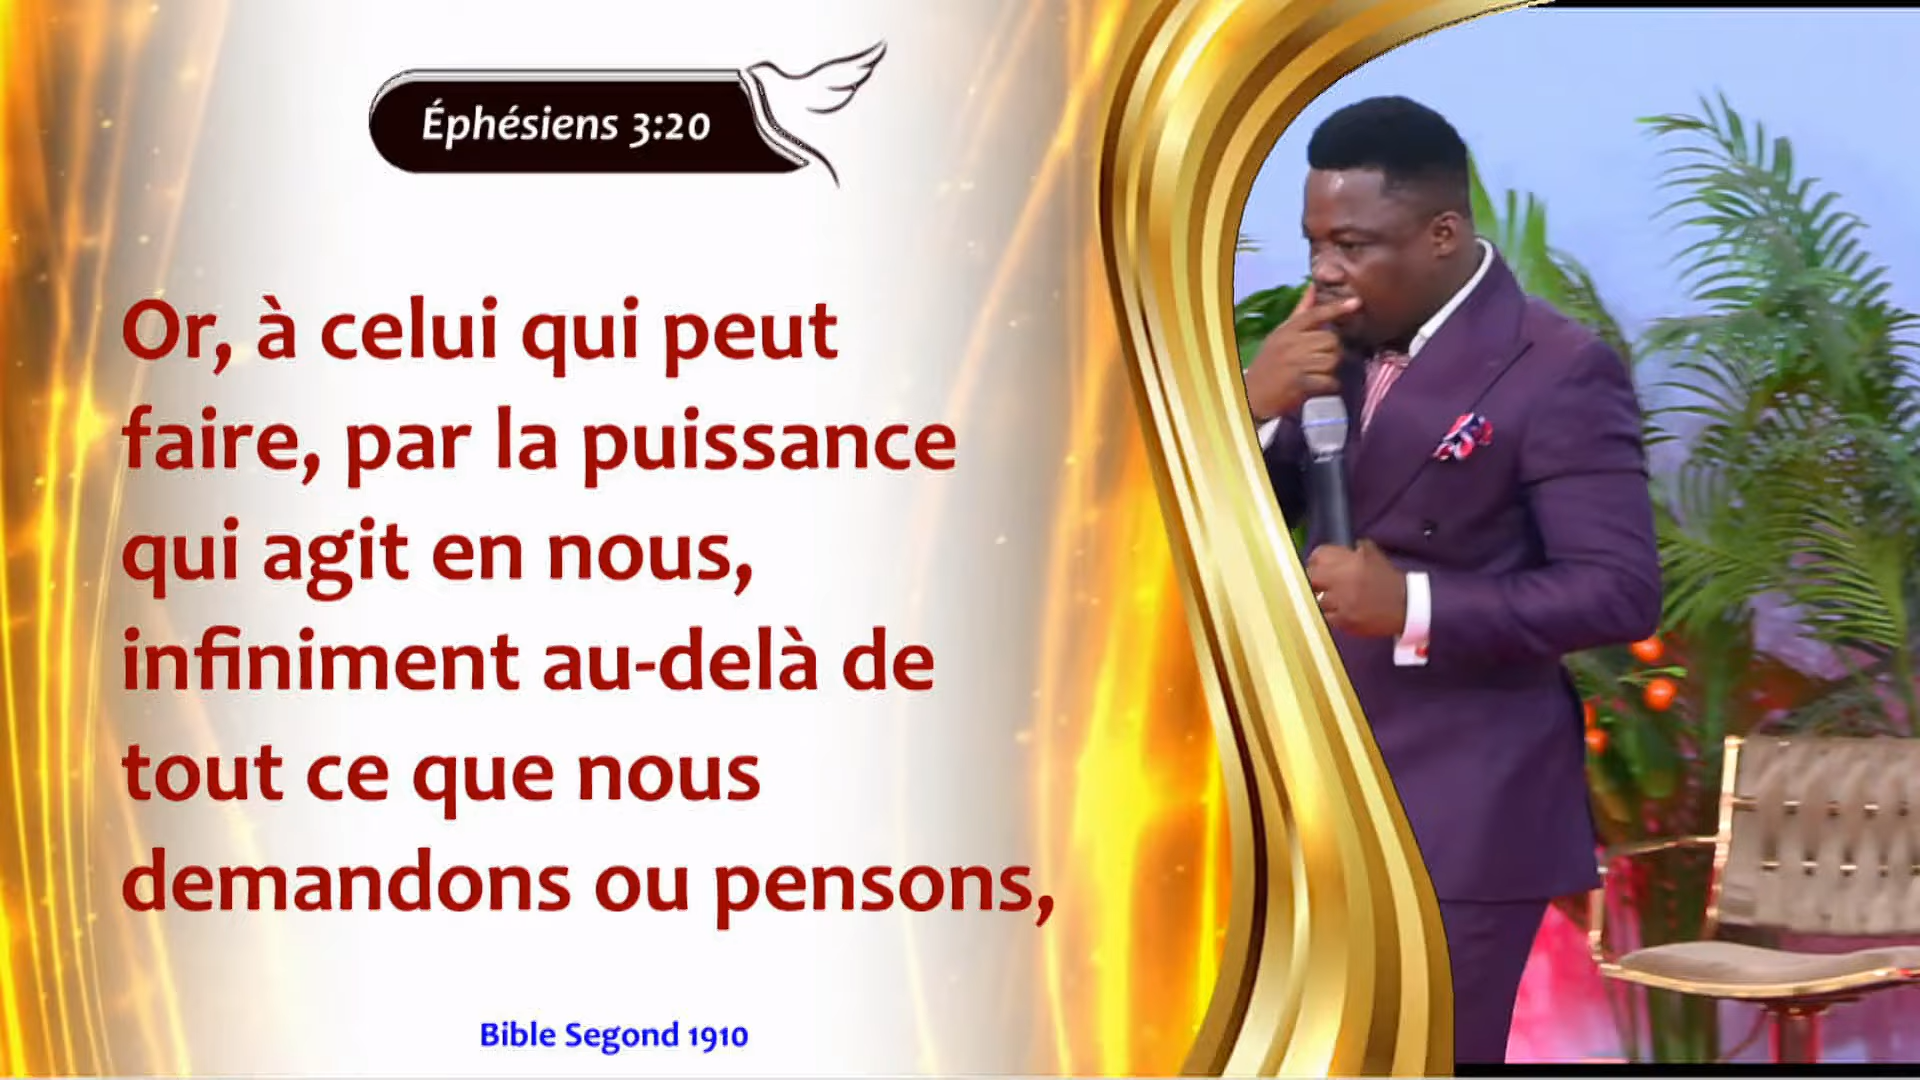 Éphésiens 3:20
Or, à celui qui peut
faire, par la puissance
qui agit en nous,
infiniment au-delà de
tout ce que nous
demandons ou pensons,
Bible Segond 1910